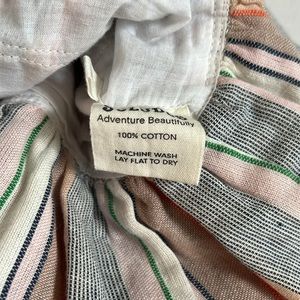 Adventure Beautifully
100% COTTON
MACHINE WASH
LAY FLAT TO DRY